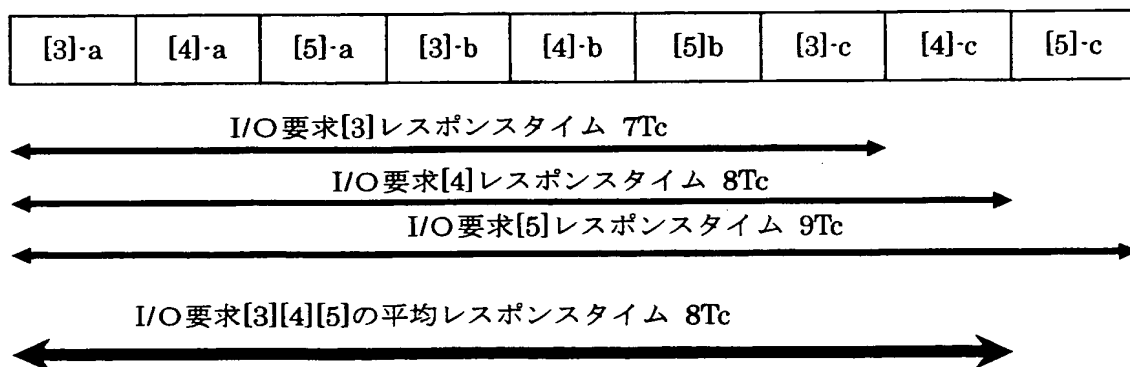 [3]-a [4]-a [5]-a [3]-b [4]-b [5]b [3]-c [4]-c [5]-c
I/O要求[3]レスポンスタイム 7Tc
I/O要求[4]レスポンスタイム 8Tc
I/O要求[5]レスポンスタイム 9Tc
I/O要求[3][4][5]の平均レスポンスタイム 8Tc